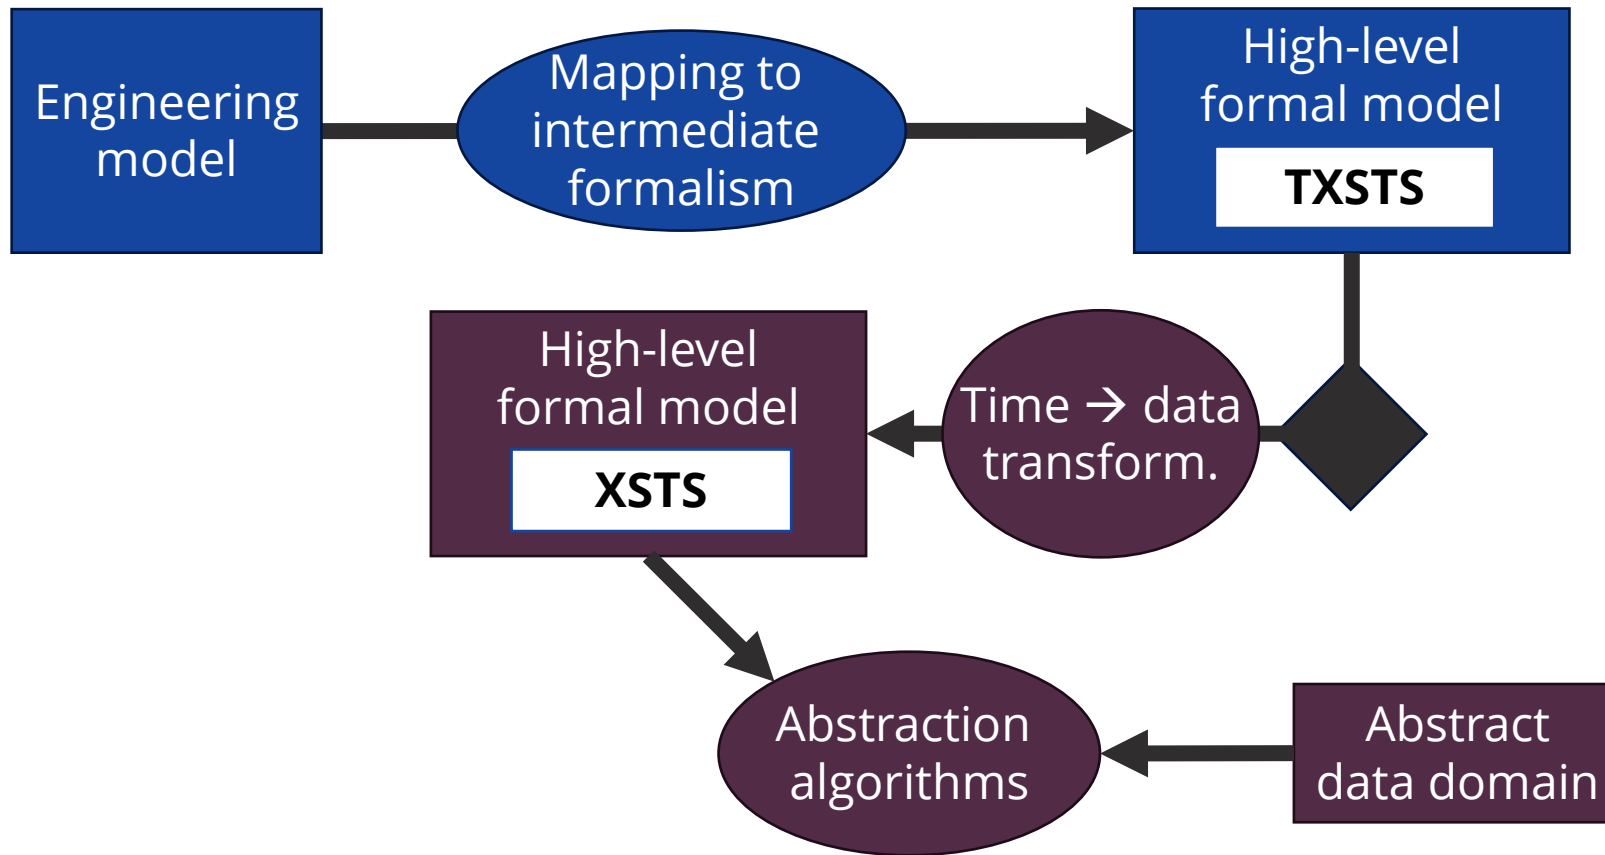 Engineering
model
Mapping to
intermediate
formalism
High-level
formal model
TXSTS
High-level
formal model
XSTS
Time → data
transform.
Abstraction
algorithms
Abstract
data domain